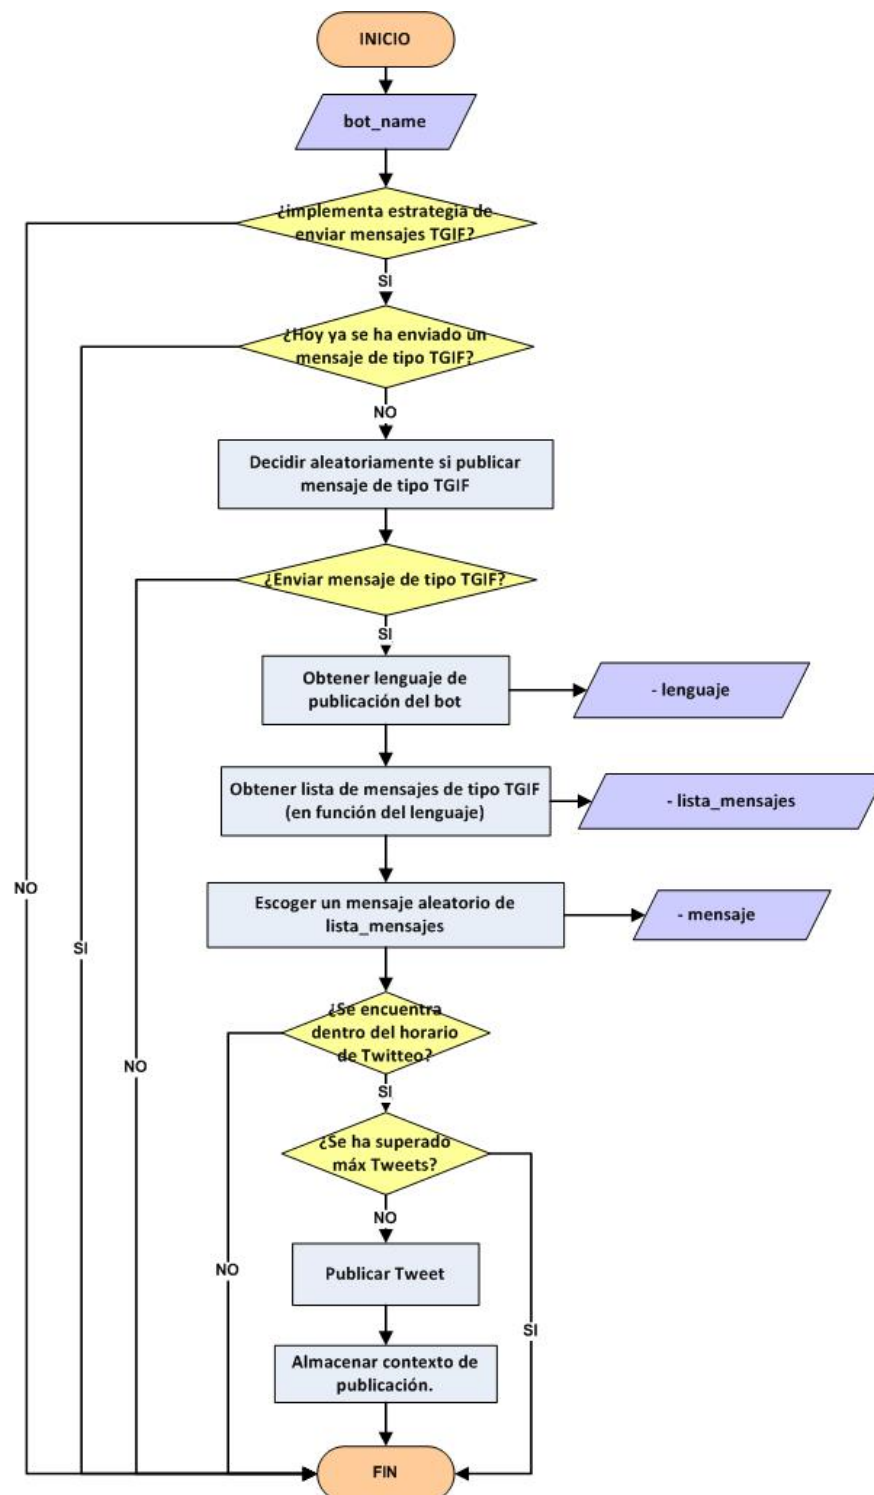 INICIO
bot_name
¿implementa estrategia de
enviar mensajes TGIF?
SI
¿Hoy ya se ha enviado un
mensaje de tipo TGIF?
NO
Decidir aleatoriamente si publicar
mensaje de tipo TGIF
¿Enviar mensaje de tipo TGIF?
SI
Obtener lenguaje de
publicación del bot
- lenguaje
Obtener lista de mensajes de tipo TGIF
(en función del lenguaje)
- lista_mensajes
NO
Escoger un mensaje aleatorio de
lista_mensajes
- mensaje
SI
¿Se encuentra
dentro del horario
de Twitteo?
NO
SI
¿Se ha superado
máx Tweets?
NO
NO
Publicar Tweet
SI
Almacenar contexto de
publicación.
FIN